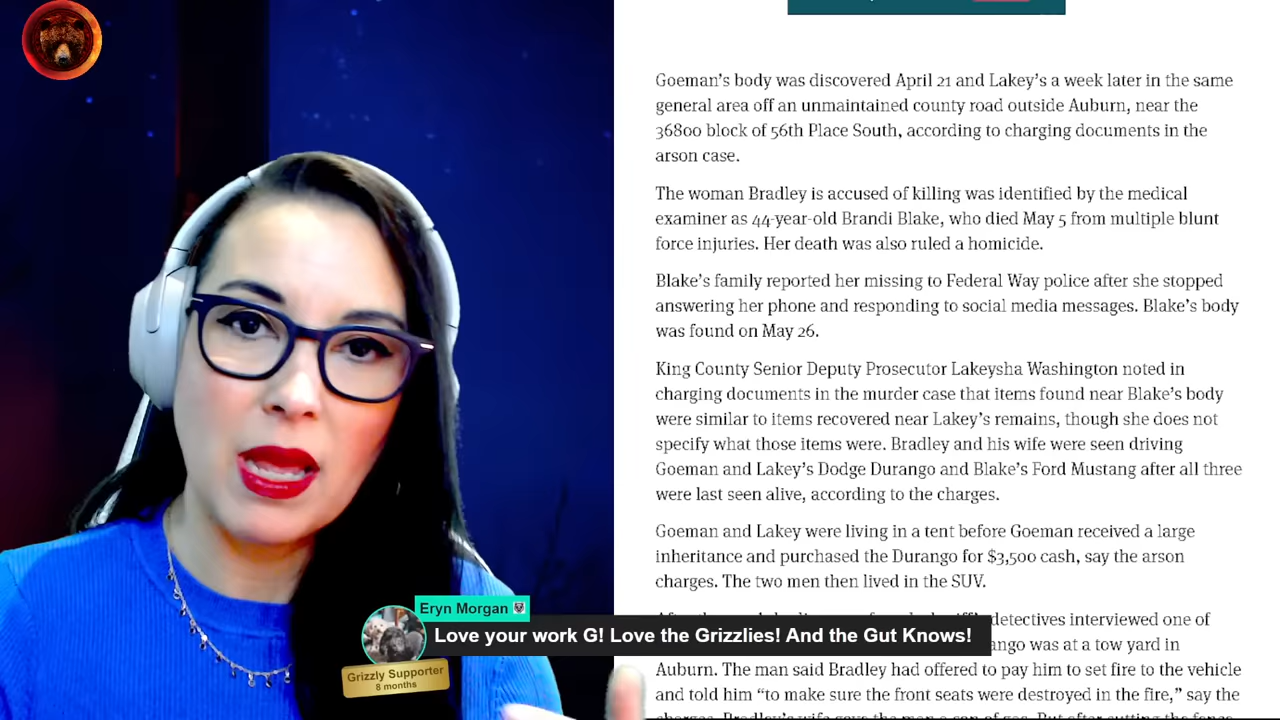 Goeman’s body was discovered April 21 and Lakey’s a week later in the same
general area off an unmaintained county road outside Auburn, near the
36800 block of 56th Place South, according to charging documents in the
arson case.
The woman Bradley is accused of killing was identified by the medical
examiner as 44-year-old Brandi Blake, who died May 5 from multiple blunt
force injuries. Her death was also ruled a homicide.
Blake’s family reported her missing to Federal Way police after she stopped
answering her phone and responding to social media messages. Blake’s body
was found on May 26.
King County Senior Deputy Prosecutor Lakeysha Washington noted in
charging documents in the murder case that items found near Blake’s body
were similar to items recovered near Lakey’s remains, though she does not
specify what those items were. Bradley and his wife were seen driving
Goeman and Lakey’s Dodge Durango and Blake’s Ford Mustang after all three
were last seen alive, according to the charges.
Goeman and Lakey were living in a tent before Goeman received a large
inheritance and purchased the Durango for $3,500 cash, say the arson
charges. The two men then lived in the SUV.
detectives interviewed one of
was at a tow yard in
Auburn. The man said Bradley had offered to pay him to set fire to the vehicle
and told him “to make sure the front seats were destroyed in the fire,” say the
Eryn Morgan
Love your work G! Love the Grizzlies! And the Gut Knows!
Grizzly Supporter
8 months